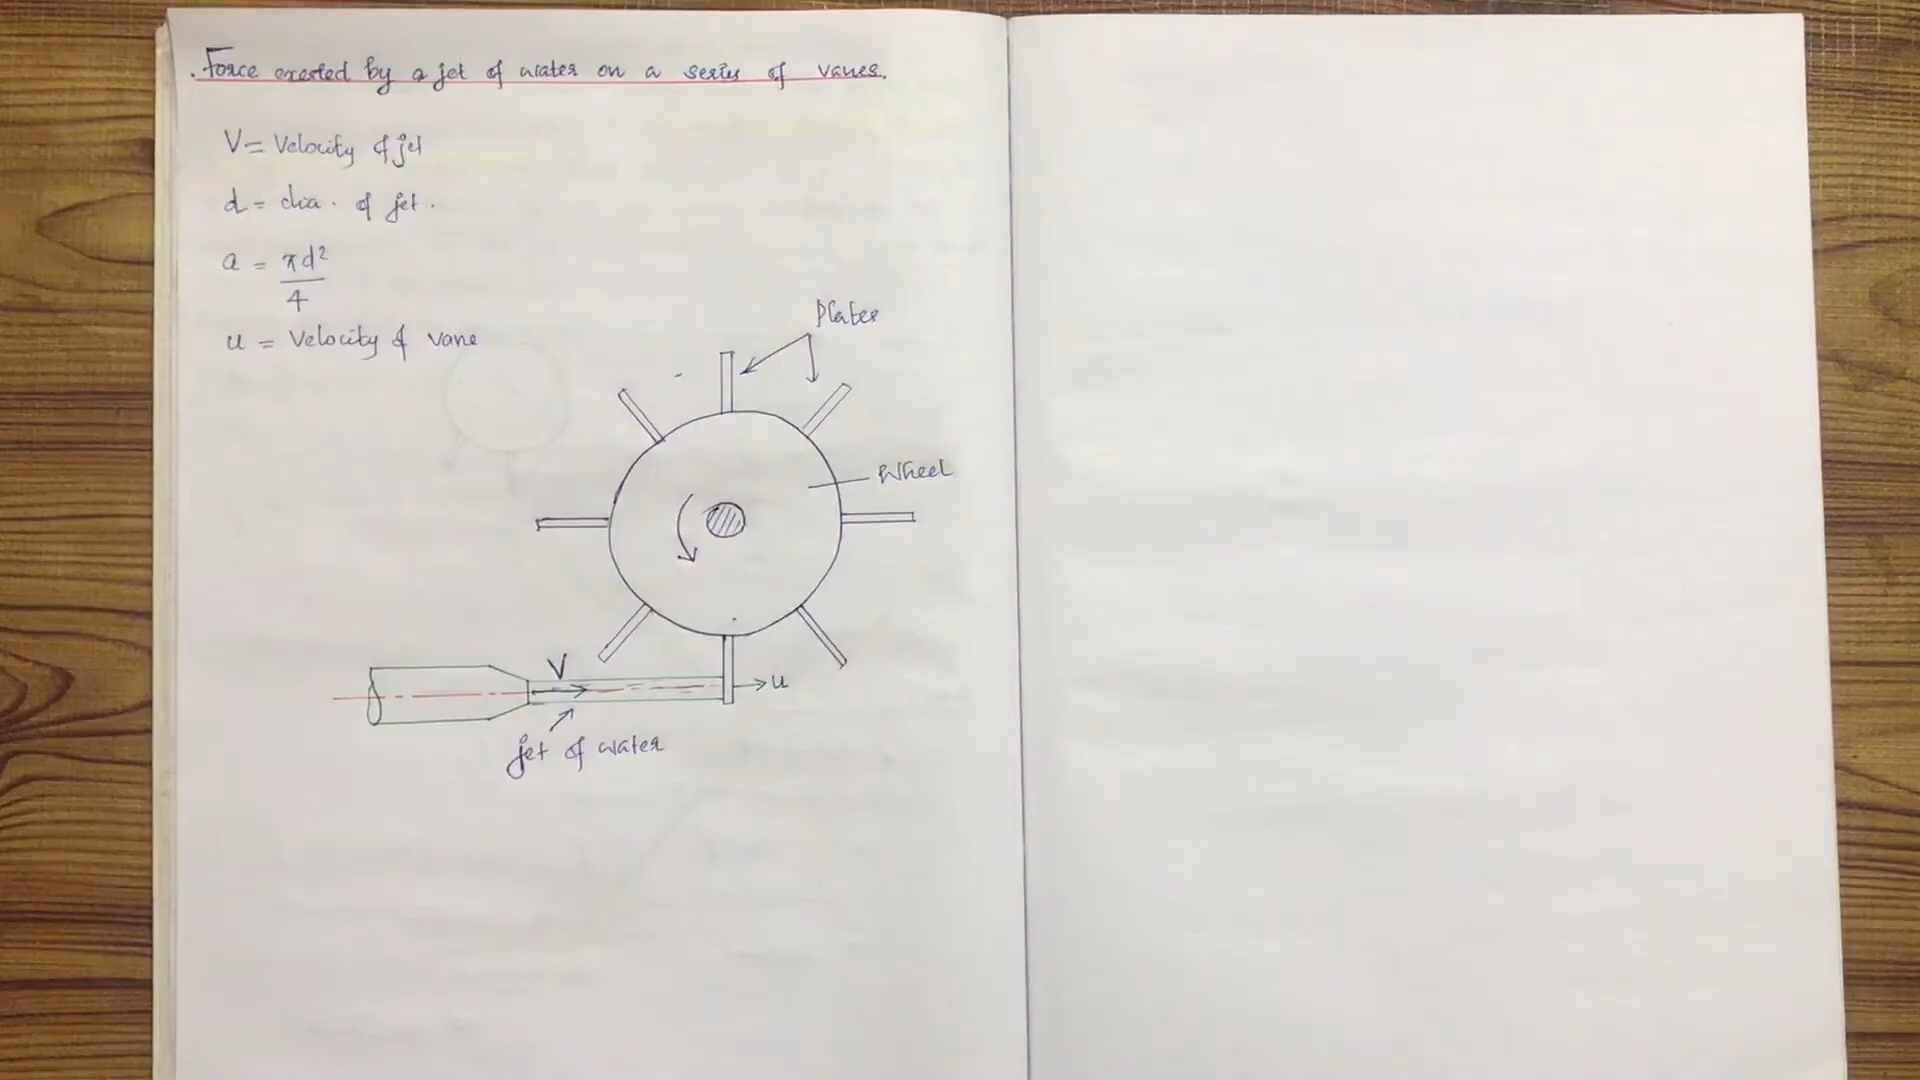 Force exerted by a jet of water on a series of vanes.
V = Velocity of jet
d = dia. of jet.
a = πd²/4
u = Velocity of vane
Plates
Wheel
V
u
jet of water